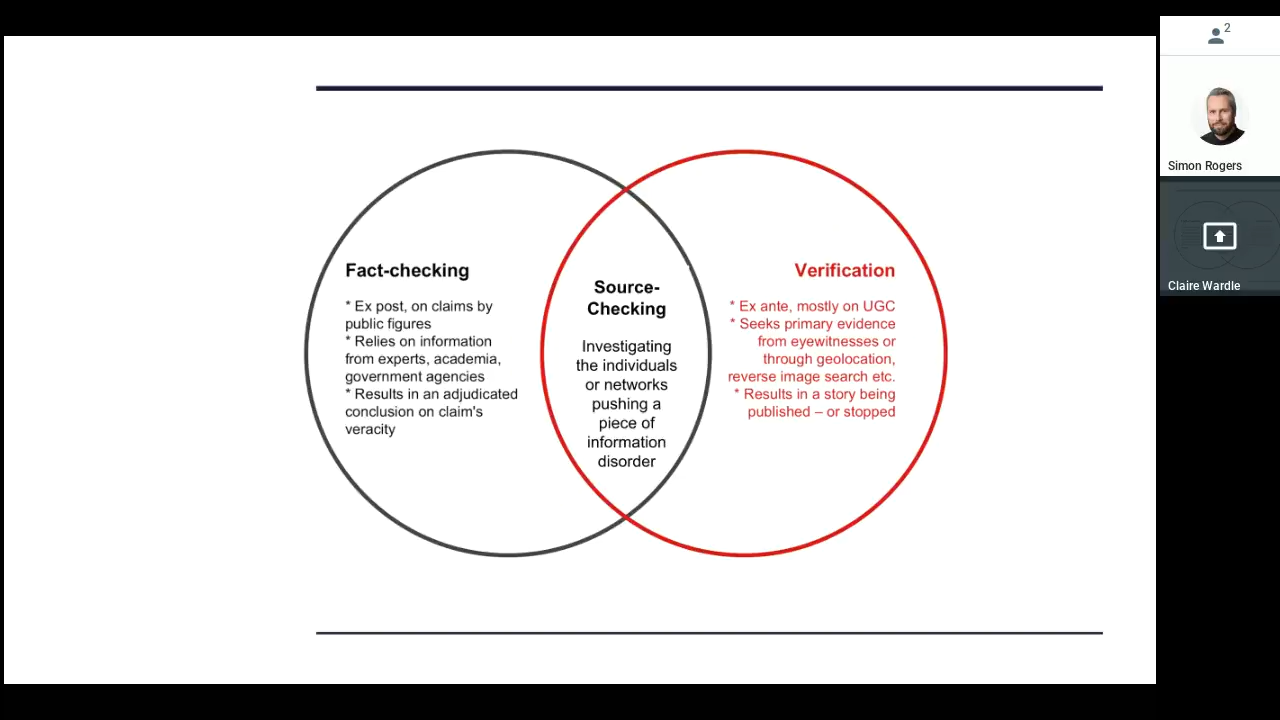 2
Simon Rogers
Claire Wardle
Fact-checking
* Ex post, on claims by
public figures
* Relies on information
from experts, academia,
government agencies
* Results in an adjudicated
conclusion on claim's
veracity
Source-
Checking
Investigating
the individuals
or networks
pushing a
piece of
information
disorder
Verification
* Ex ante, mostly on UGC
* Seeks primary evidence
from eyewitnesses or
through geolocation,
reverse image search etc.
* Results in a story being
published – or stopped